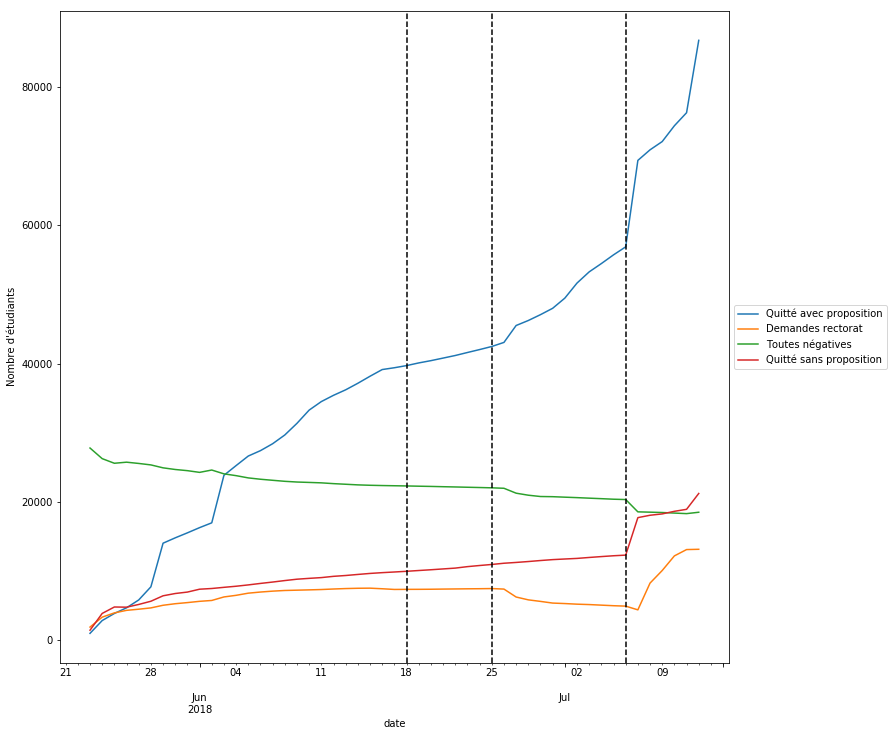 80000
60000
40000
20000
0
Nombre d'étudiants
21 28 04 11 18 25 02 09
Jun Jul
2018
date
Quitté avec proposition
Demandes rectorat
Toutes négatives
Quitté sans proposition